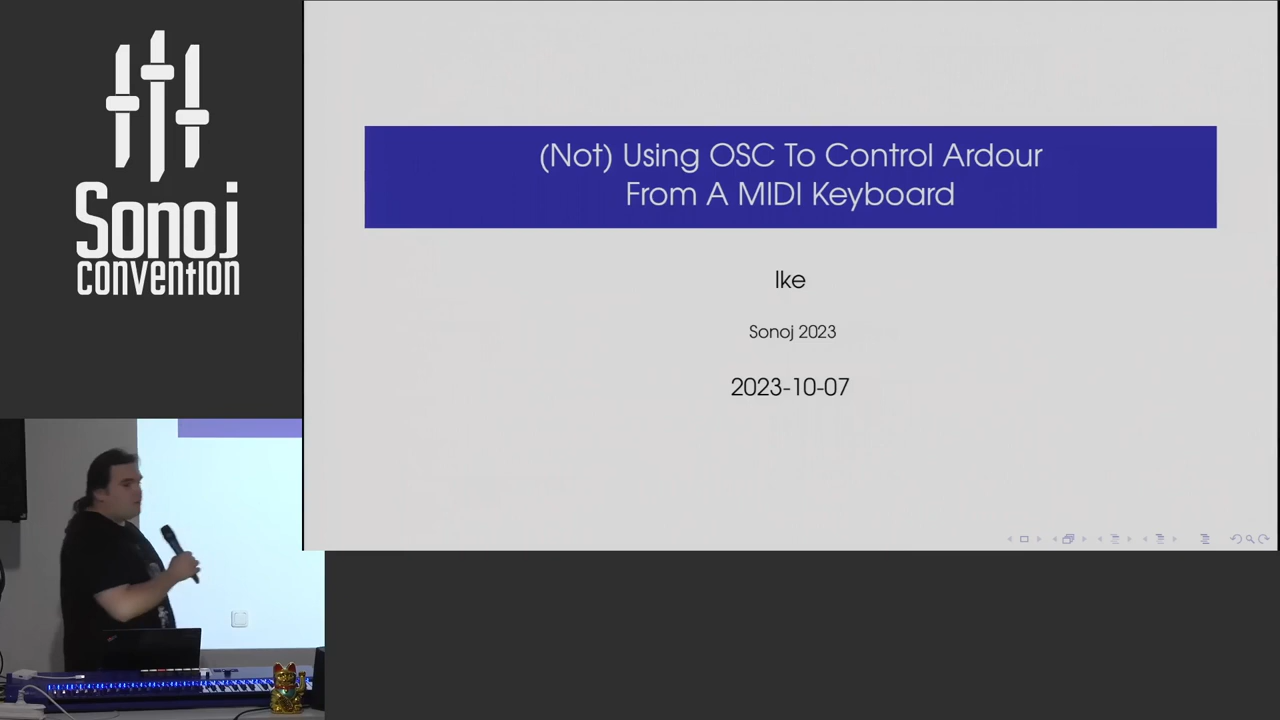 Sonoj
convention
(Not) Using OSC To Control Ardour
From A MIDI Keyboard
Ike
Sonoj 2023
2023-10-07